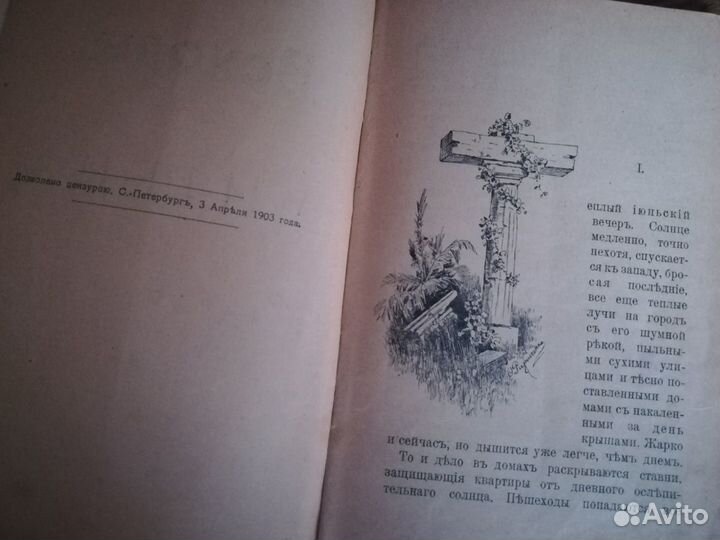 Дозволено цензурою. С.-Петербургъ, 3 Апрѣля 1903 года.
I.
еплый іюньскій
вечеръ. Солнце
медленно, точно
нехотя, спускает-
ся къ западу, бро-
сая послѣдніе,
все еще теплые
лучи на городъ
съ его шумной
рѣкой, пыльны-
ми сухими ули-
цами и тѣсно по-
ставленными до-
мами съ накален-
ными за день
крышами. Жарко
и сейчасъ, но дышится уже легче, чѣмъ днемъ.
То и дѣло въ домахъ раскрываются ставни,
защищающія квартиры отъ дневного ослѣпи-
тельнаго солнца. Пѣшеходы
Avito